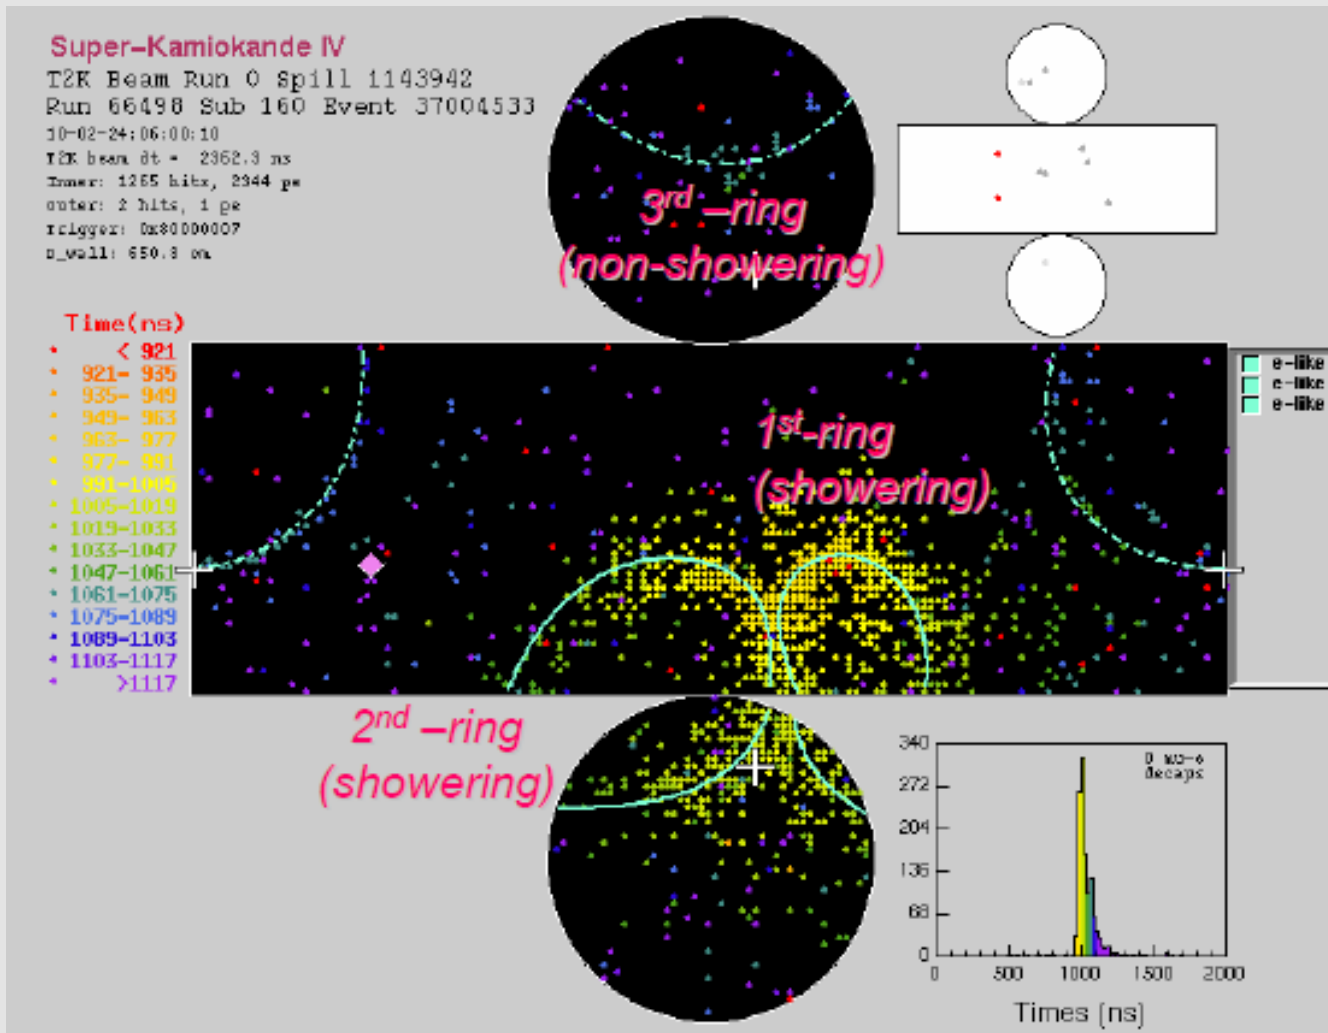 Super–Kamiokande IV
T2K Beam Run 0 Spill 1143942
Run 66498 Sub 160 Event 37004533
10-02-24:06:00:10
T2K beam dt = 2362.3 ns
Inner: 1265 hits, 2344 pe
Outer: 2 hits, 1 pe
Trigger: 0x80000007
D_wall: 650.8 cm
3rd –ring
(non-showering)
Time(ns)
< 921
921- 935
935- 949
949- 963
963- 977
977- 991
991-1005
1005-1019
1019-1033
1033-1047
1047-1061
1061-1075
1075-1089
1089-1103
1103-1117
>1117
e-like
e-like
e-like
1st-ring
(showering)
2nd –ring
(showering)
340
272
204
136
68
0
0 mu-e
decays
0
500
1000
1500
2000
Times (ns)